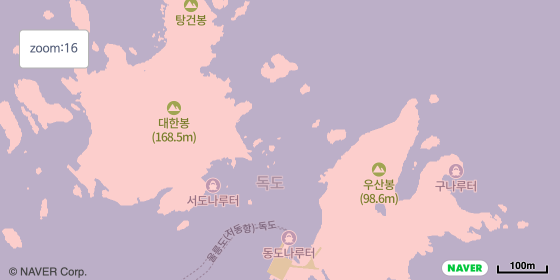 탕건봉
zoom:16
대한봉
(168.5m)
서도나루터
독도
우산봉
(98.6m)
구나루터
울릉도(저동항)-독도
동도나루터
© NAVER Corp.
NAVER
100m